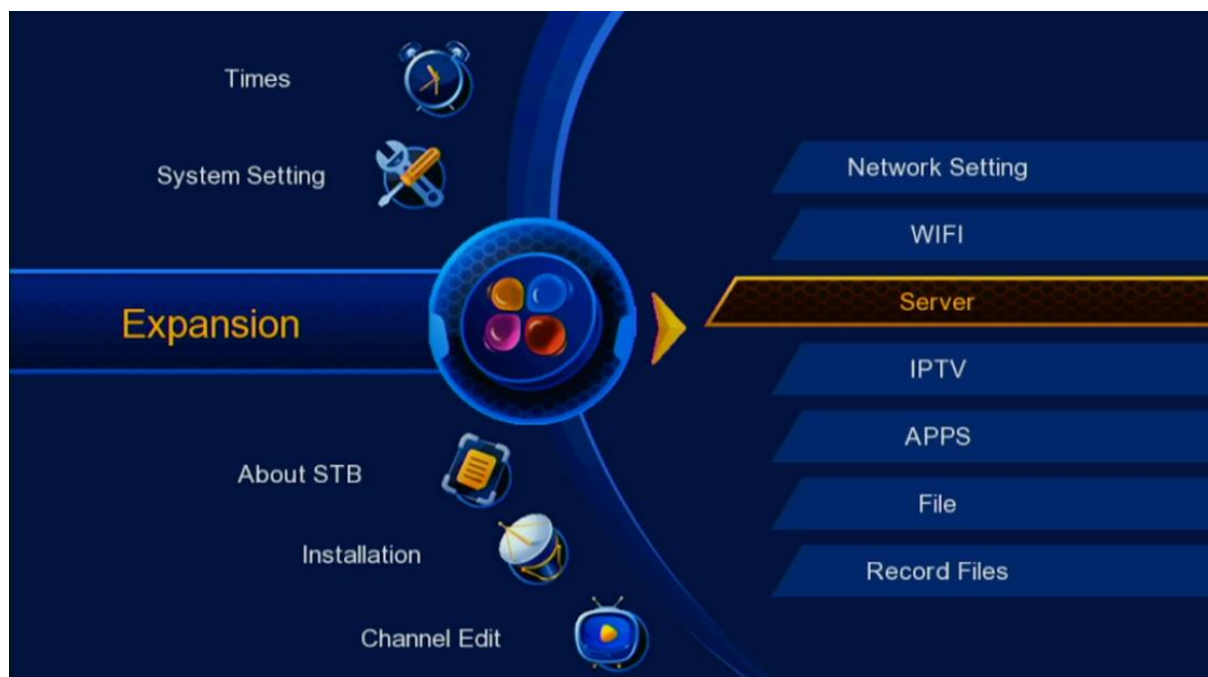 Times
System Setting
Expansion
About STB
Installation
Channel Edit
Network Setting
WIFI
Server
IPTV
APPS
File
Record Files